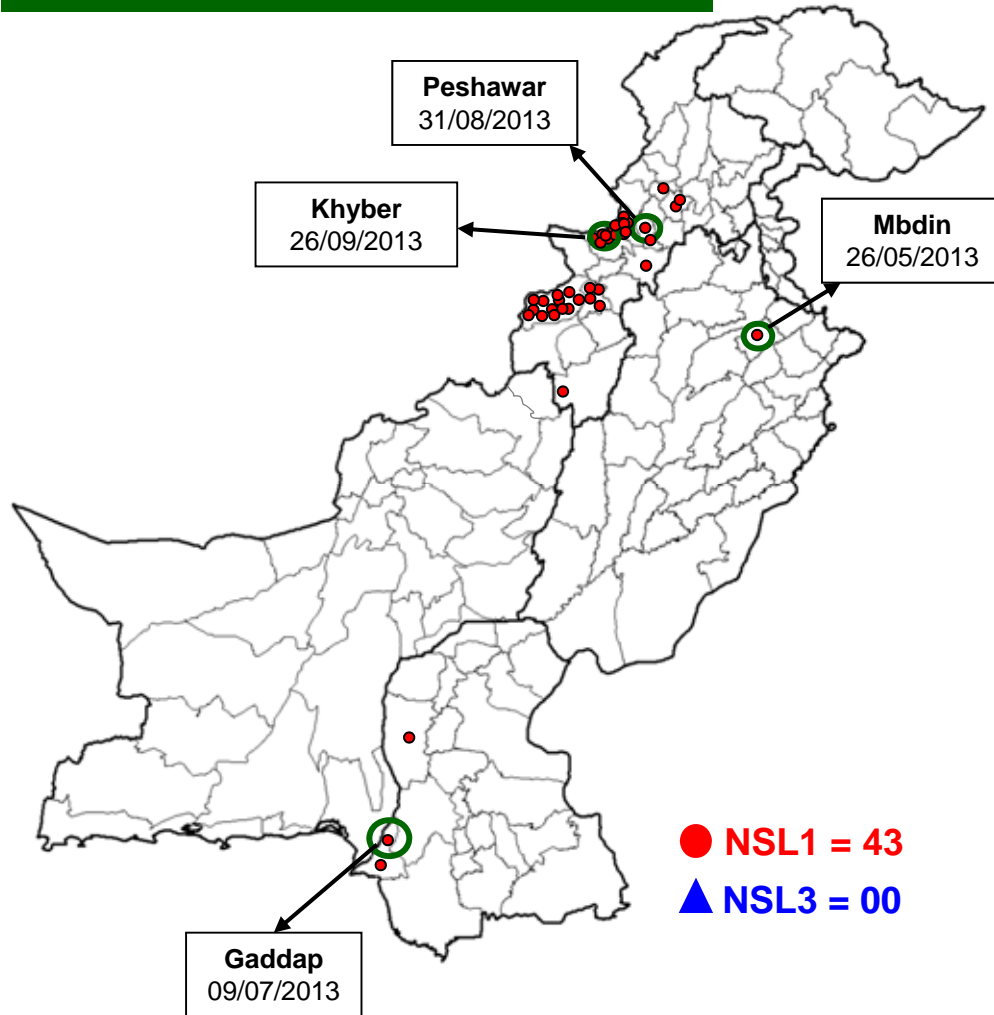 Peshawar
31/08/2013
Khyber
26/09/2013
Mbdin
26/05/2013
NSL1 = 43
NSL3 = 00
Gaddap
09/07/2013